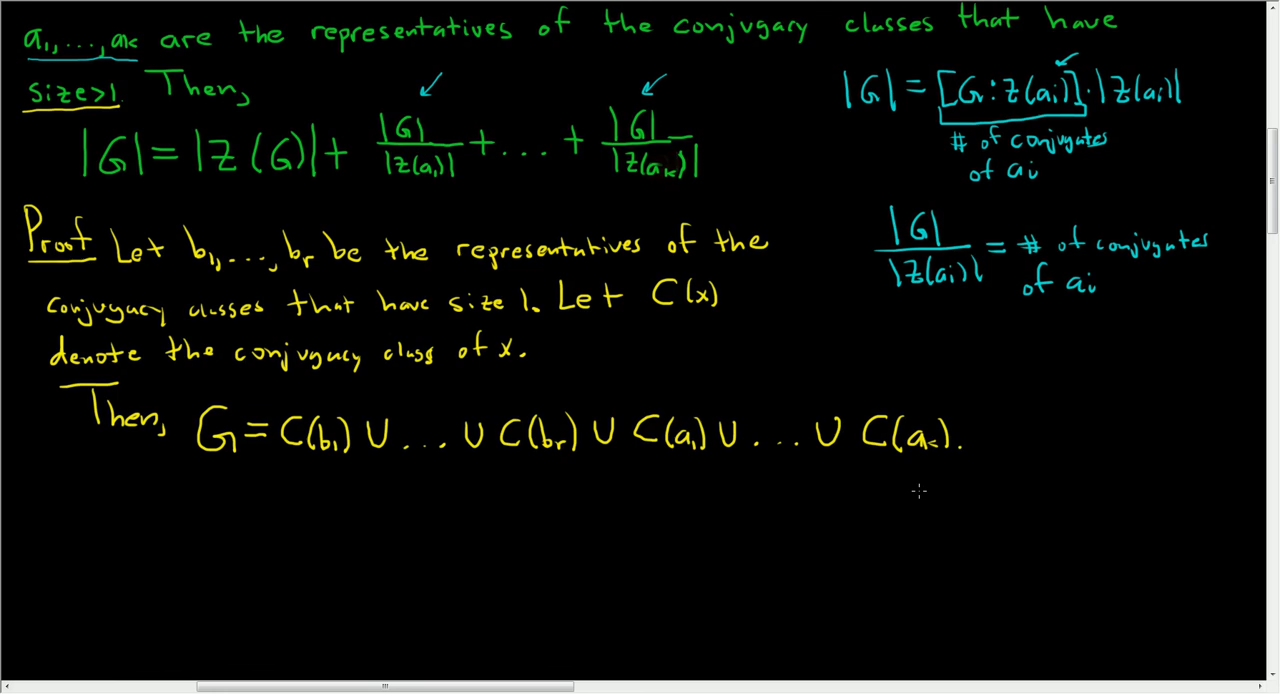 a₁,...,aₖ are the representatives of the conjugacy classes that have
size>1. Then,
|G| = |Z(G)| + |G|/|Z(a₁)| + ... + |G|/|Z(aₖ)|
|G| = [G:Z(aᵢ)]·|Z(aᵢ)|
# of conjugates
of aᵢ
|G|/|Z(aᵢ)| = # of conjugates
of aᵢ
Proof Let b₁,...,bᵣ be the representatives of the
conjugacy classes that have size 1. Let C(x)
denote the conjugacy class of x.
Then, G = C(b₁) ∪ ... ∪ C(bᵣ) ∪ C(a₁) ∪ ... ∪ C(aₖ).